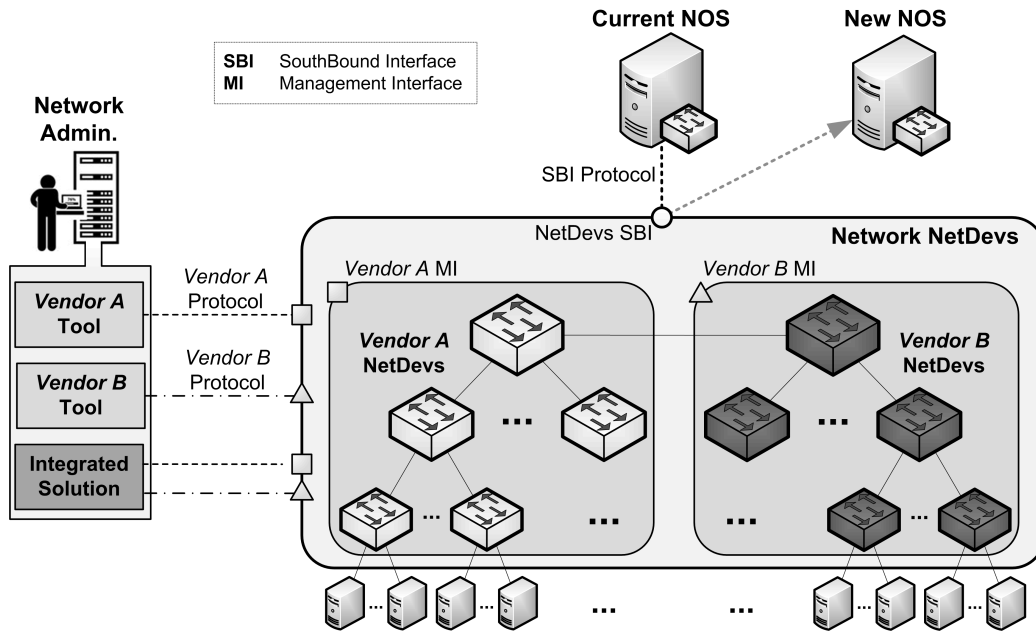 Current NOS
New NOS
SBI SouthBound Interface
MI Management Interface
Network
Admin.
SBI Protocol
NetDevs SBI
Network NetDevs
Vendor A
Protocol
Vendor A MI
Vendor B MI
Vendor A
Tool
Vendor A
NetDevs
Vendor B
NetDevs
Vendor B
Protocol
Vendor B
Tool
...
...
Integrated
Solution
...
...
...
...
...
...
...
...
...
...
...